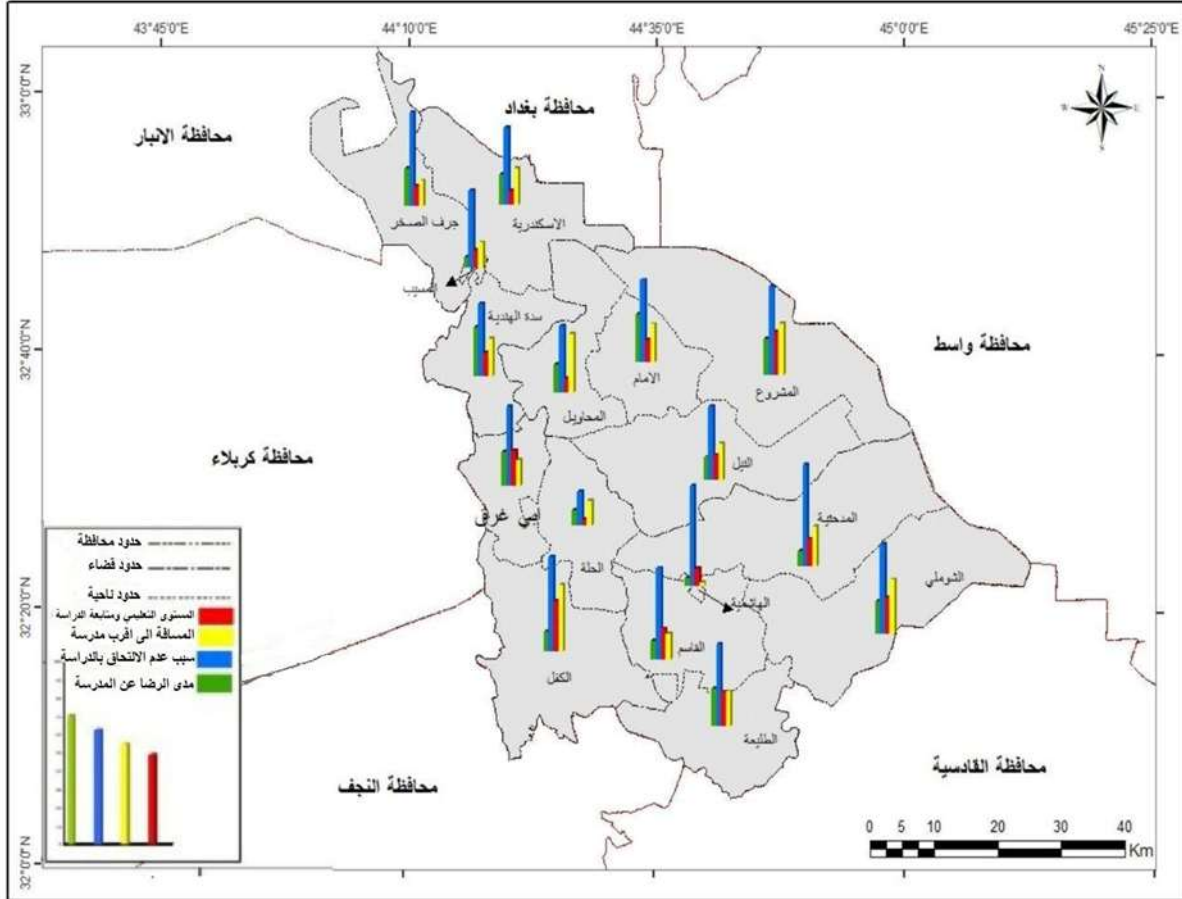 43°45'0"E
44°10'0"E
44°35'0"E
45°0'0"E
45°25'0"E
33°0'0"N
32°40'0"N
32°20'0"N
32°0'0"N
N
W
E
S
محافظة بغداد
محافظة الانبار
جرف الصخر
الاسكندرية
المسيب
سدة الهندية
الامام
المشروع
محافظة واسط
المحاويل
محافظة كربلاء
النيل
ابي غرق
المدحتية
الحلة
الشوملي
الهاشمية
القاسم
الكفل
الطليعة
محافظة القادسية
محافظة النجف
حدود محافظة
حدود قضاء
حدود ناحية
المستوى التعليمي ومتابعة الدراسة
المسافة الى اقرب مدرسة
سبب عدم الالتحاق بالدراسة
مدى الرضا عن المدرسة
0 5 10 20 30 40
Km